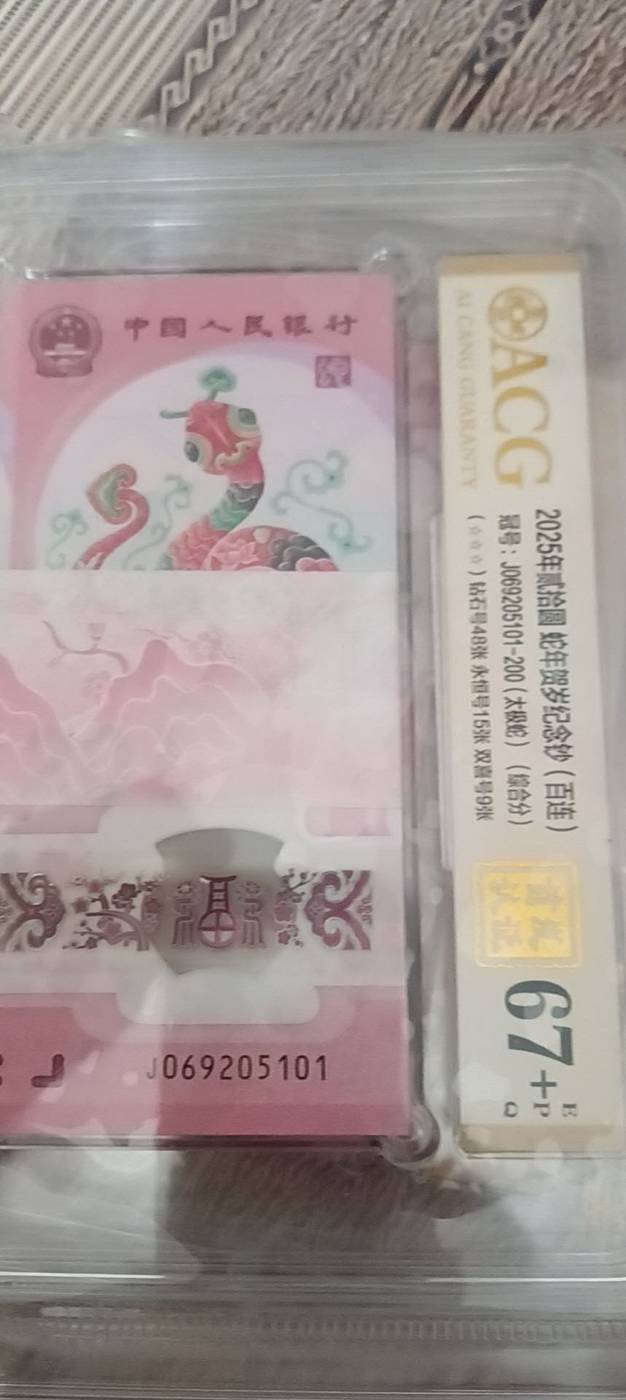 中国人民银行
J069205101
ACG
AI CANG GUARANTY
2025年贰拾圆 蛇年贺岁纪念钞（百连）
冠号：J069205101-200（太极蛇）（综合分）
（☆☆☆）钻石号48张 永恒号15张 双喜号9张
67+
EPQ